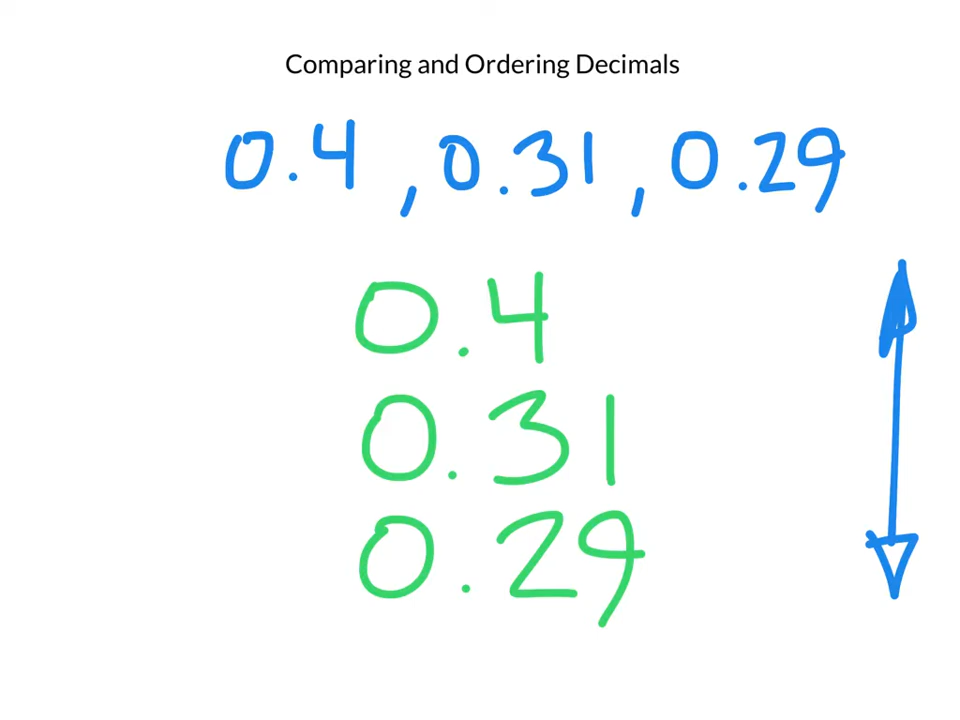 Comparing and Ordering Decimals
0.4, 0.31, 0.29
0.4
0.31
0.29